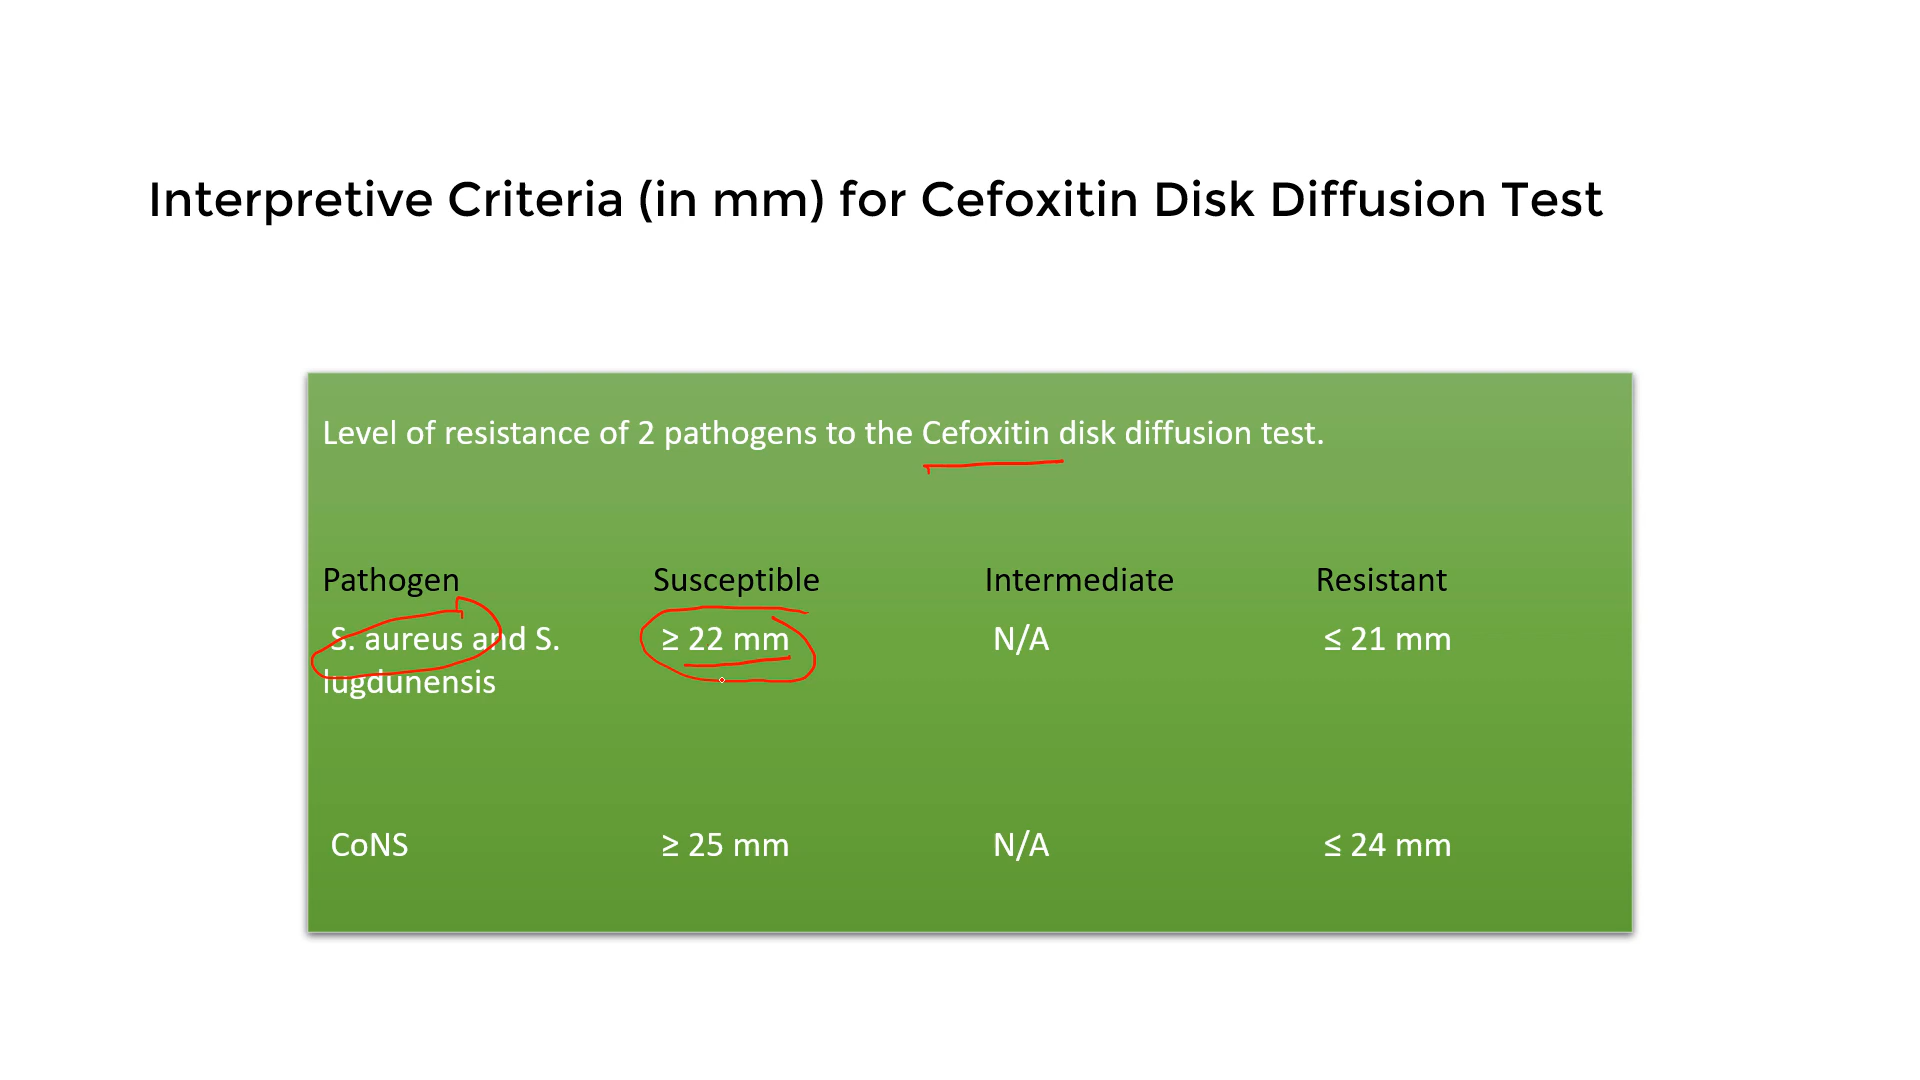 Interpretive Criteria (in mm) for Cefoxitin Disk Diffusion Test
Level of resistance of 2 pathogens to the Cefoxitin disk diffusion test.
Pathogen Susceptible Intermediate Resistant
S. aureus and S. ≥ 22 mm N/A ≤ 21 mm
lugdunensis
CoNS ≥ 25 mm N/A ≤ 24 mm